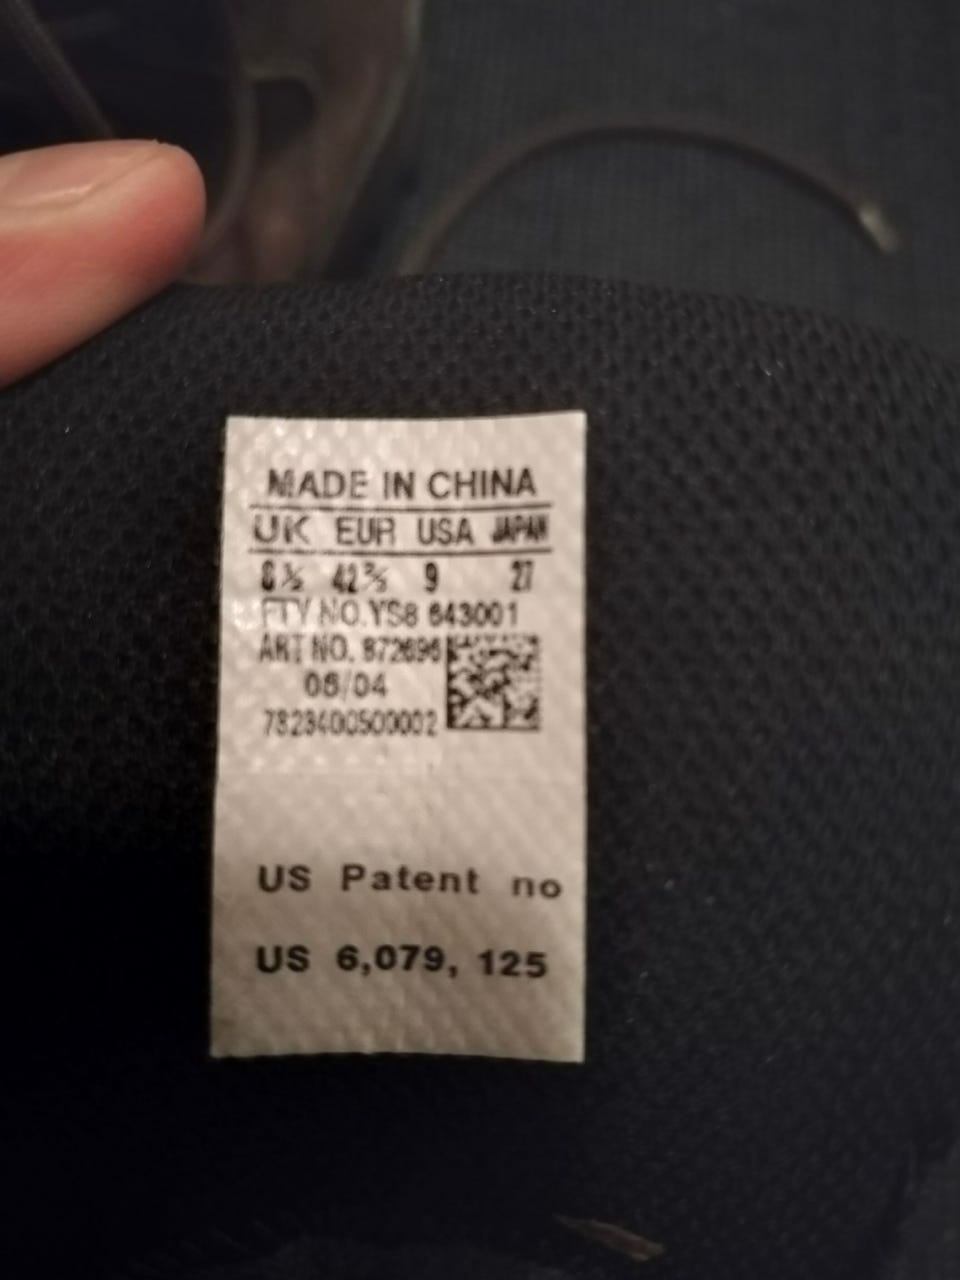 MADE IN CHINA
UK EUR USA JAPAN
8½ 42⅔ 9 27
FTY NO.YS8 643001
ART NO. 872696
06/04
7823400500002
US Patent no
US 6,079, 125